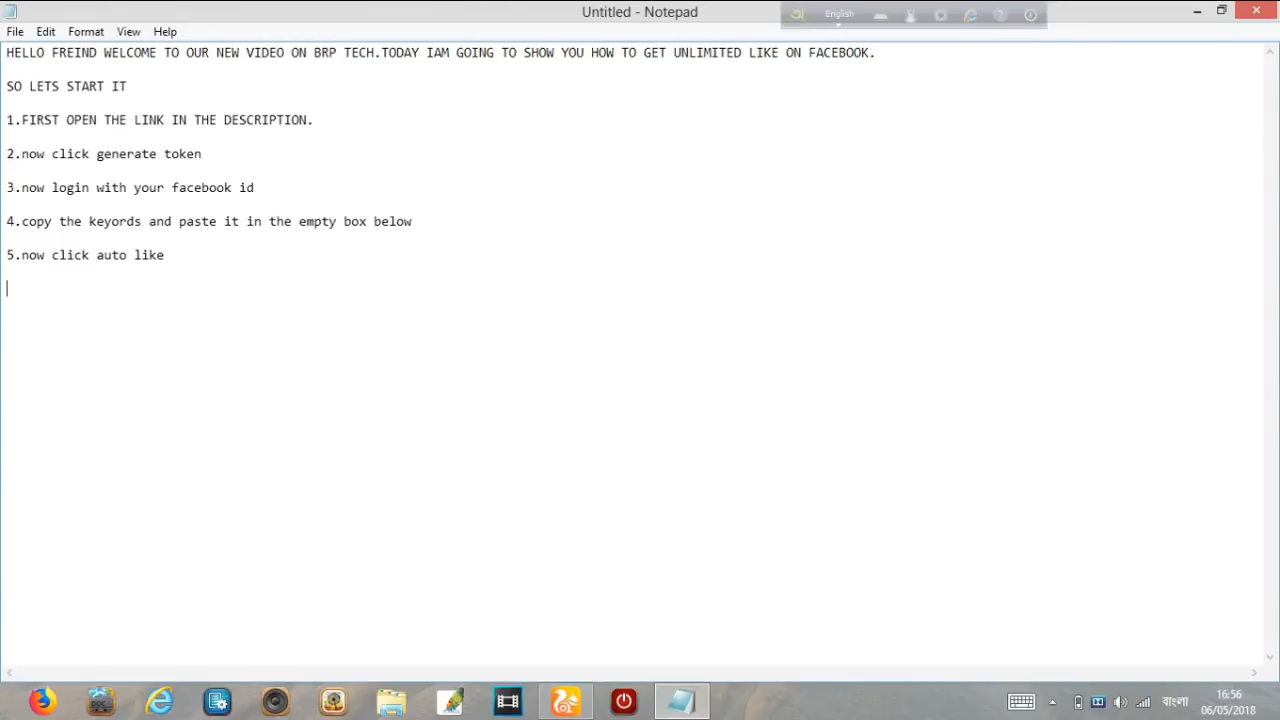 Untitled - Notepad
English
File Edit Format View Help
HELLO FREIND WELCOME TO OUR NEW VIDEO ON BRP TECH.TODAY IAM GOING TO SHOW YOU HOW TO GET UNLIMITED LIKE ON FACEBOOK.
SO LETS START IT
1.FIRST OPEN THE LINK IN THE DESCRIPTION.
2.now click generate token
3.now login with your facebook id
4.copy the keyords and paste it in the empty box below
5.now click auto like
DOC
বাংলা
16:56
06/05/2018